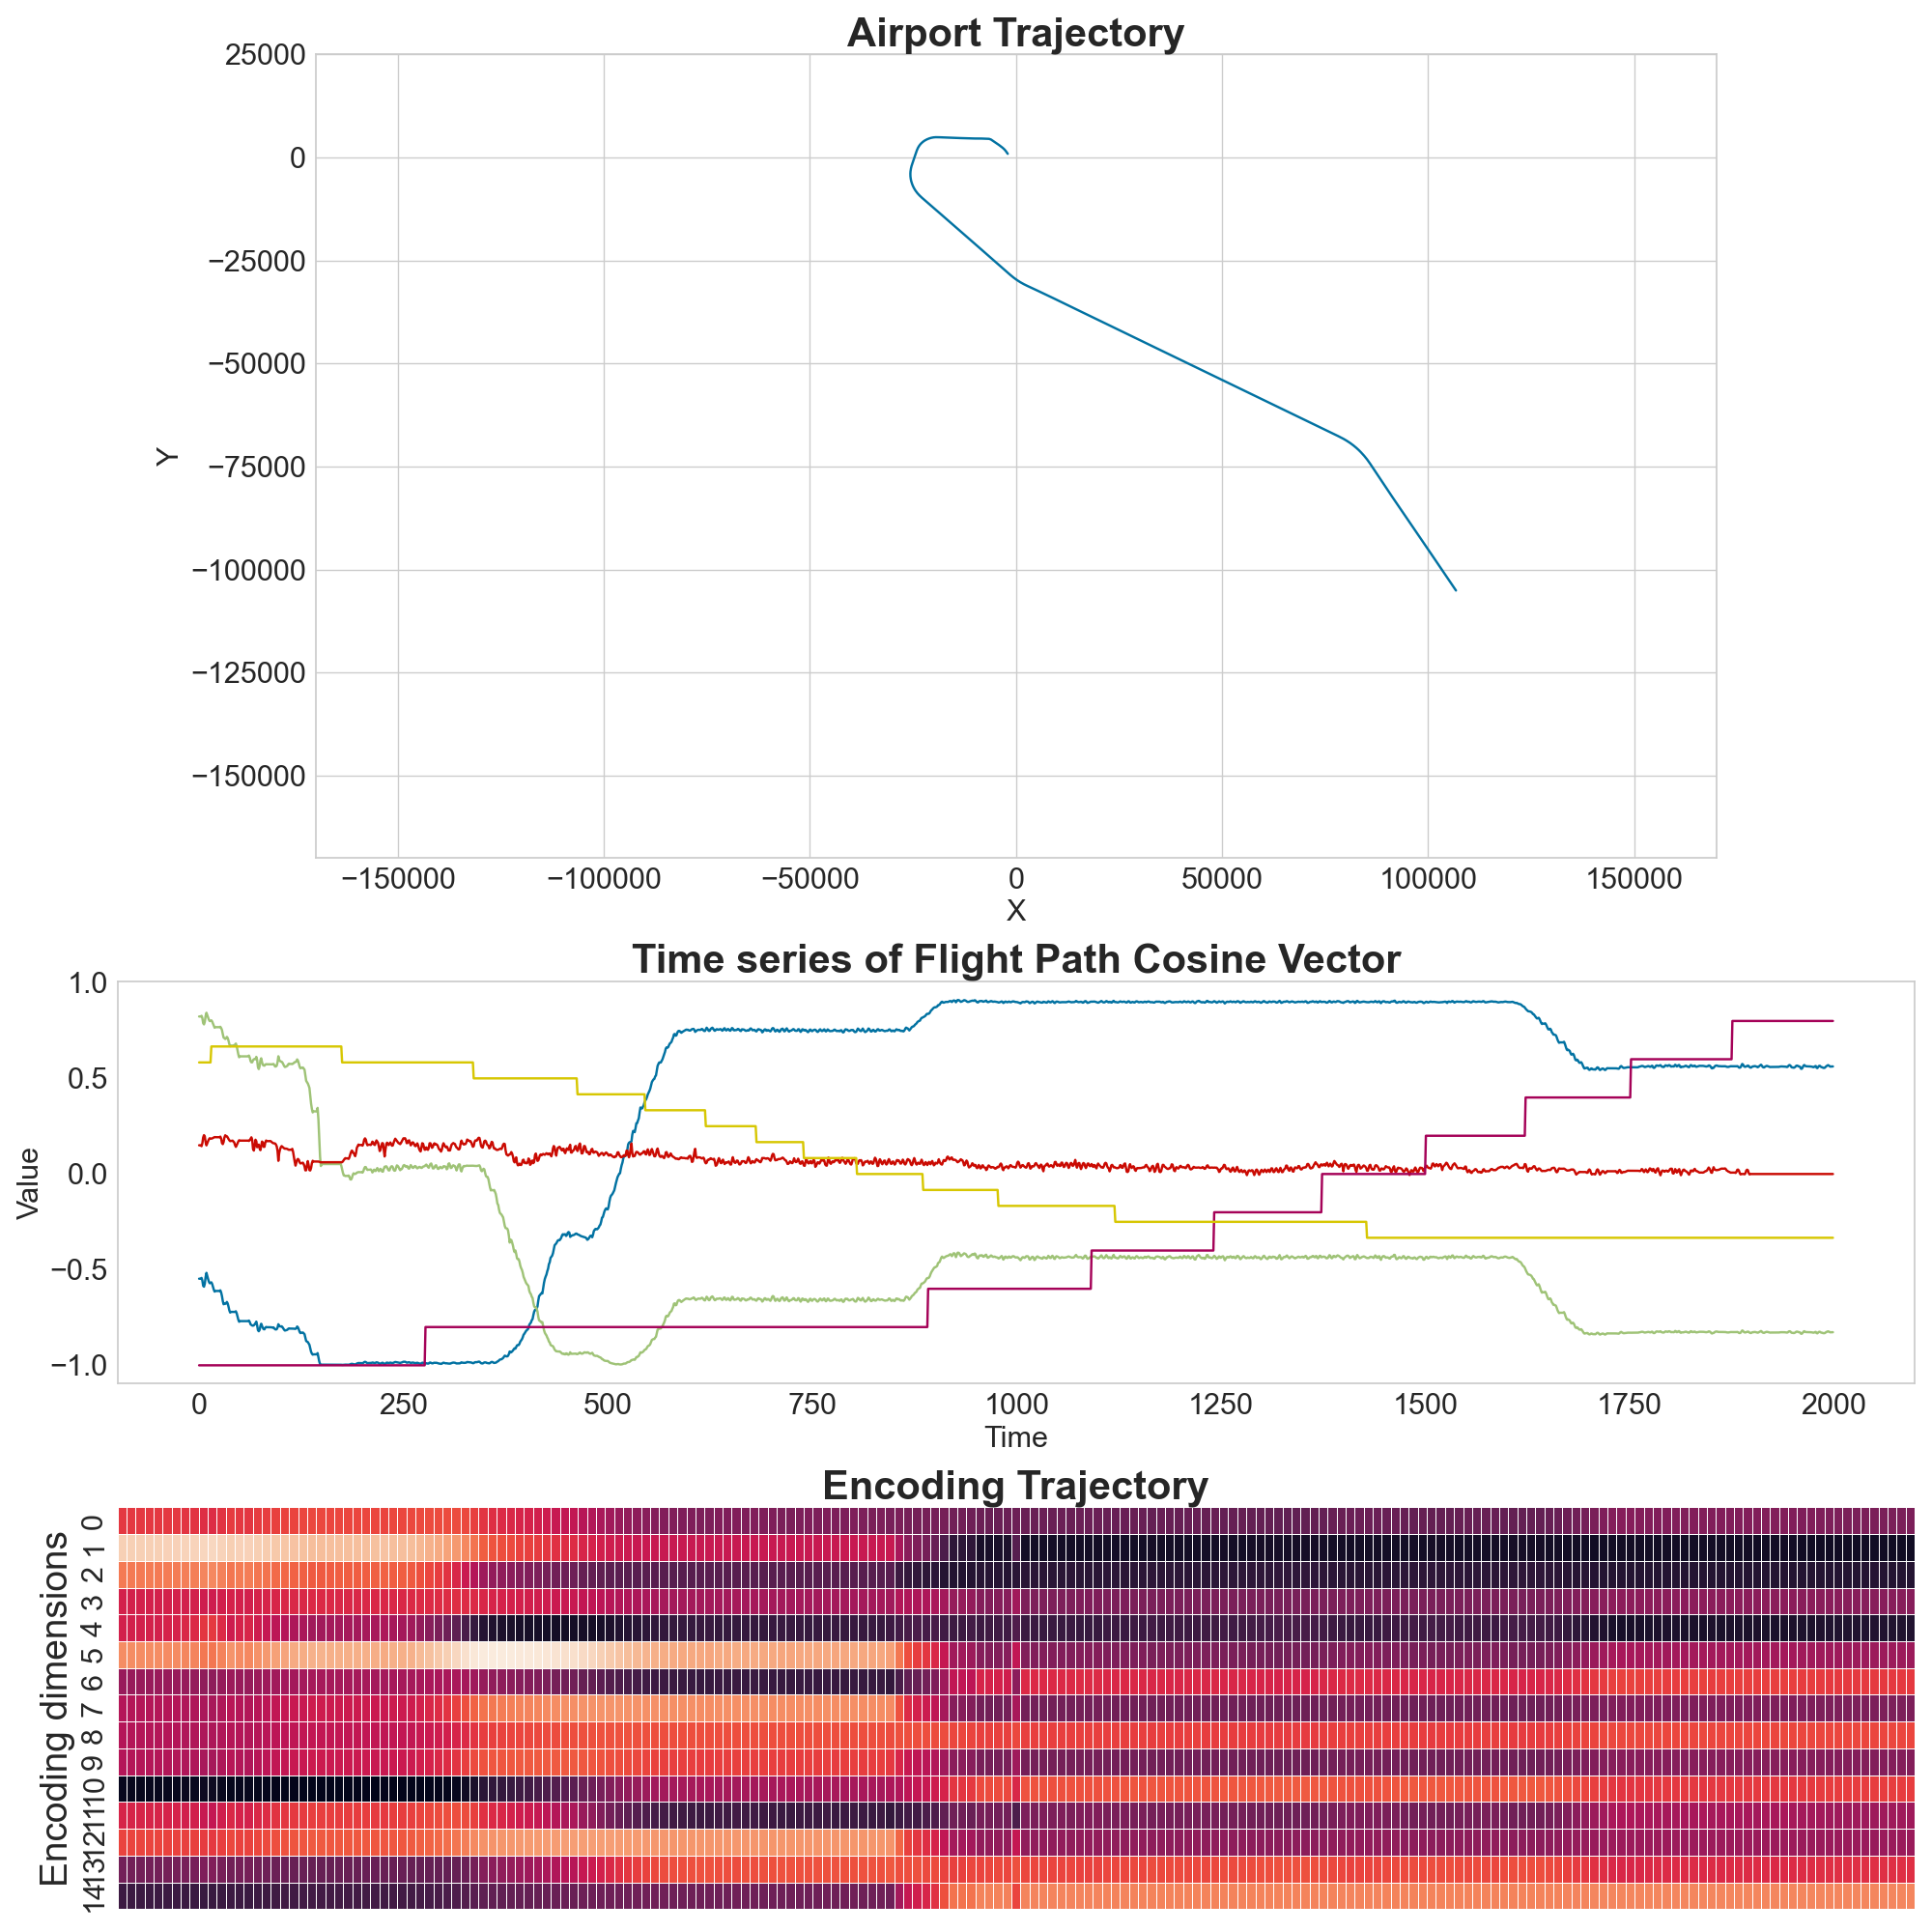 Airport Trajectory
25000
0
−25000
−50000
−75000
−100000
−125000
−150000
Y
−150000 −100000 −50000 0 50000 100000 150000
X
Time series of Flight Path Cosine Vector
1.0
0.5
0.0
−0.5
−1.0
Value
0 250 500 750 1000 1250 1500 1750 2000
Time
Encoding Trajectory
0
1
2
3
4
5
6
7
8
9
10
11
12
13
14
Encoding dimensions